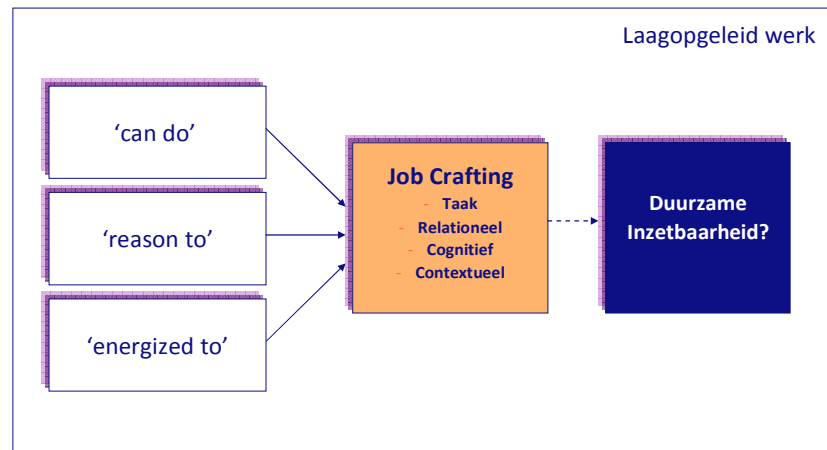 Laagopgeleid werk
‘can do’
‘reason to’
‘energized to’
Job Crafting
- Taak
- Relationeel
- Cognitief
- Contextueel
Duurzame
Inzetbaarheid?